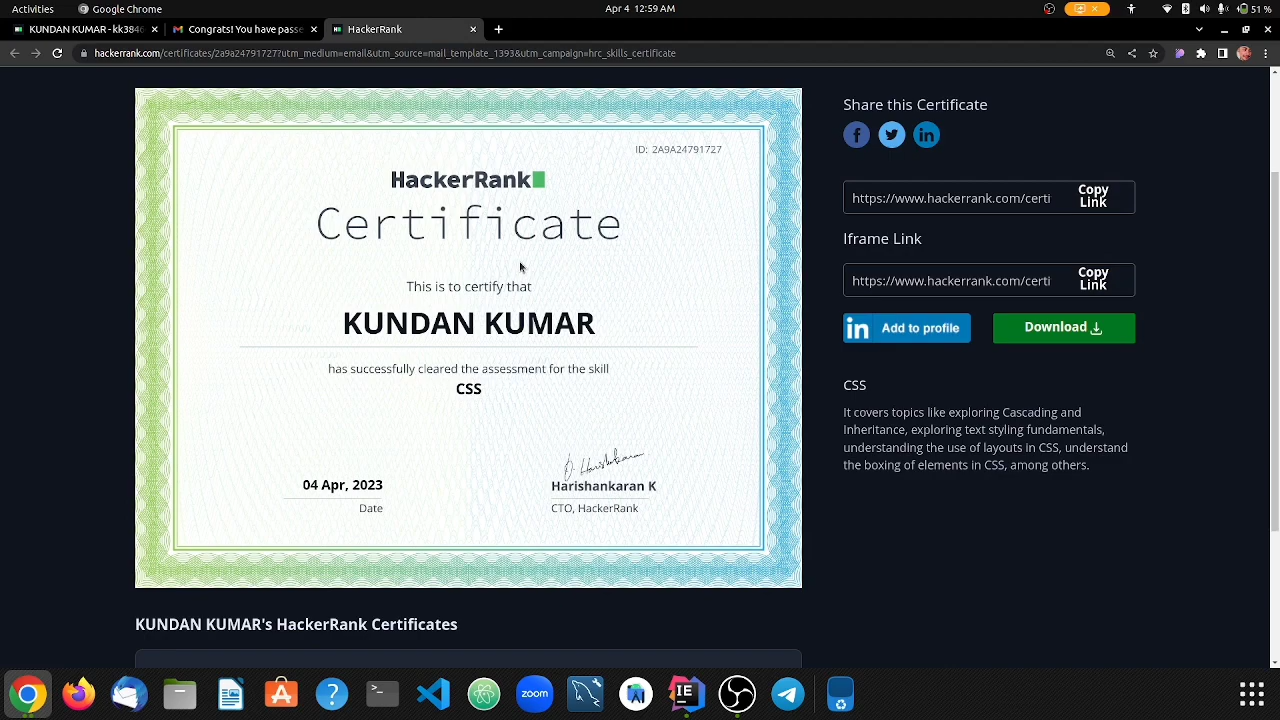 Activities
Google Chrome
Apr 4 12:59 AM
51 %
KUNDAN KUMAR - kk3846
Congrats! You have passe
HackerRank
hackerrank.com/certificates/2a9a24791727?utm_medium=email&utm_source=mail_template_1393&utm_campaign=hrc_skills_certificate
ID: 2A9A24791727
HackerRank
Certificate
This is to certify that
KUNDAN KUMAR
has successfully cleared the assessment for the skill
CSS
04 Apr, 2023
Date
Harishankaran K
CTO, HackerRank
Share this Certificate
https://www.hackerrank.com/certi
Copy
Link
Iframe Link
https://www.hackerrank.com/certi
Copy
Link
in Add to profile
Download
CSS
It covers topics like exploring Cascading and
Inheritance, exploring text styling fundamentals,
understanding the use of layouts in CSS, understand
the boxing of elements in CSS, among others.
KUNDAN KUMAR's HackerRank Certificates
zoom